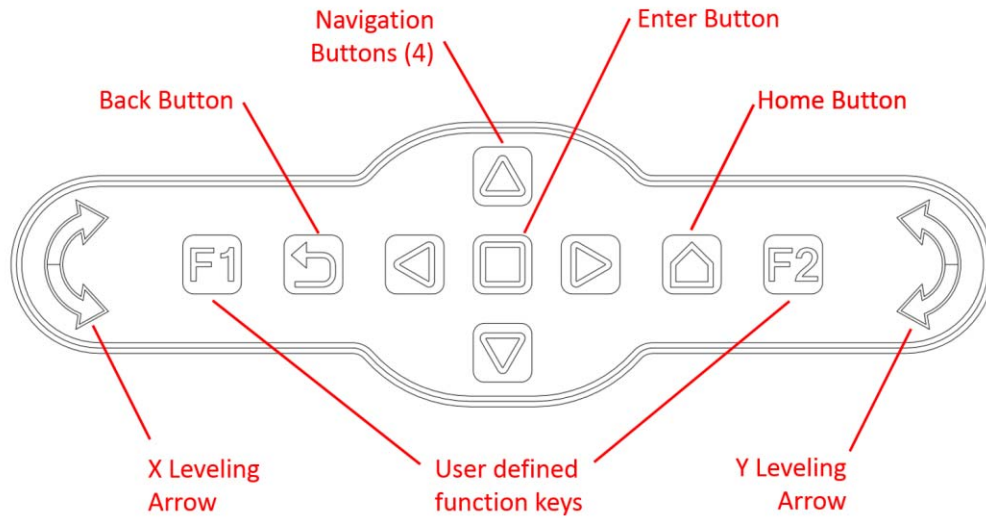 Navigation
Buttons (4)
Enter Button
Back Button
Home Button
F1
F2
X Leveling
Arrow
User defined
function keys
Y Leveling
Arrow